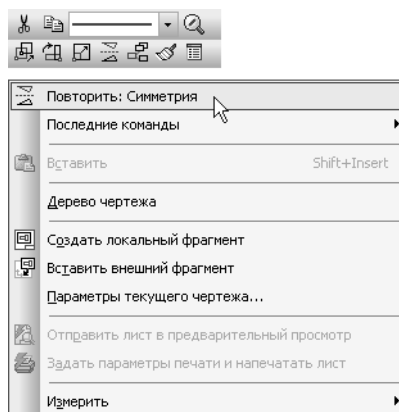 Повторить: Симметрия
Последние команды
Вставить Shift+Insert
Дерево чертежа
Создать локальный фрагмент
Вставить внешний фрагмент
Параметры текущего чертежа...
Отправить лист в предварительный просмотр
Задать параметры печати и напечатать лист
Измерить